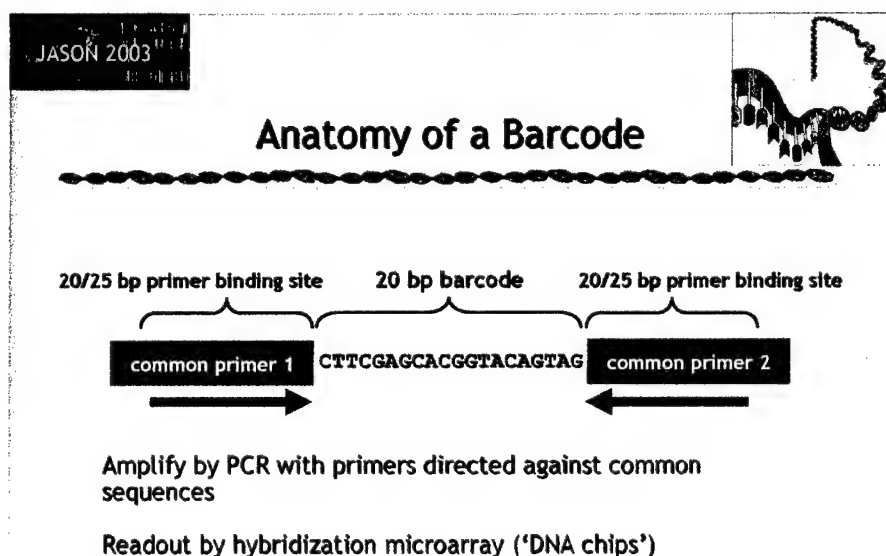 JASON 2003
Anatomy of a Barcode
20/25 bp primer binding site 20 bp barcode 20/25 bp primer binding site
common primer 1 CTTCGAGCACGGTACAGTAG common primer 2
Amplify by PCR with primers directed against common
sequences
Readout by hybridization microarray (‘DNA chips’)